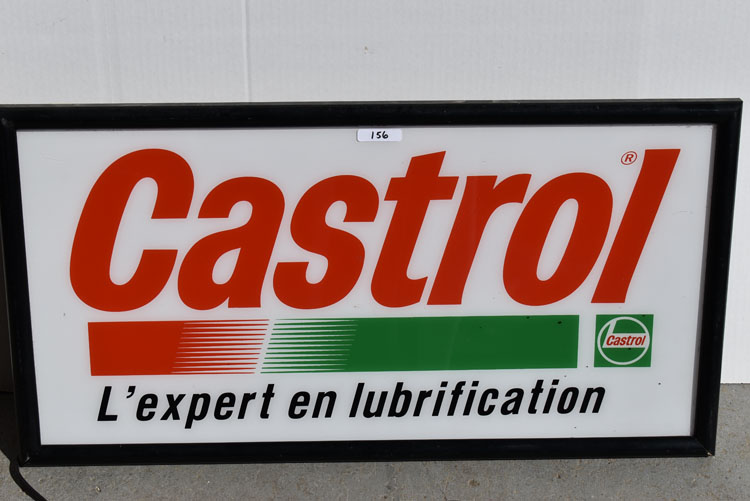 156
Castrol®
Castrol
L'expert en lubrification